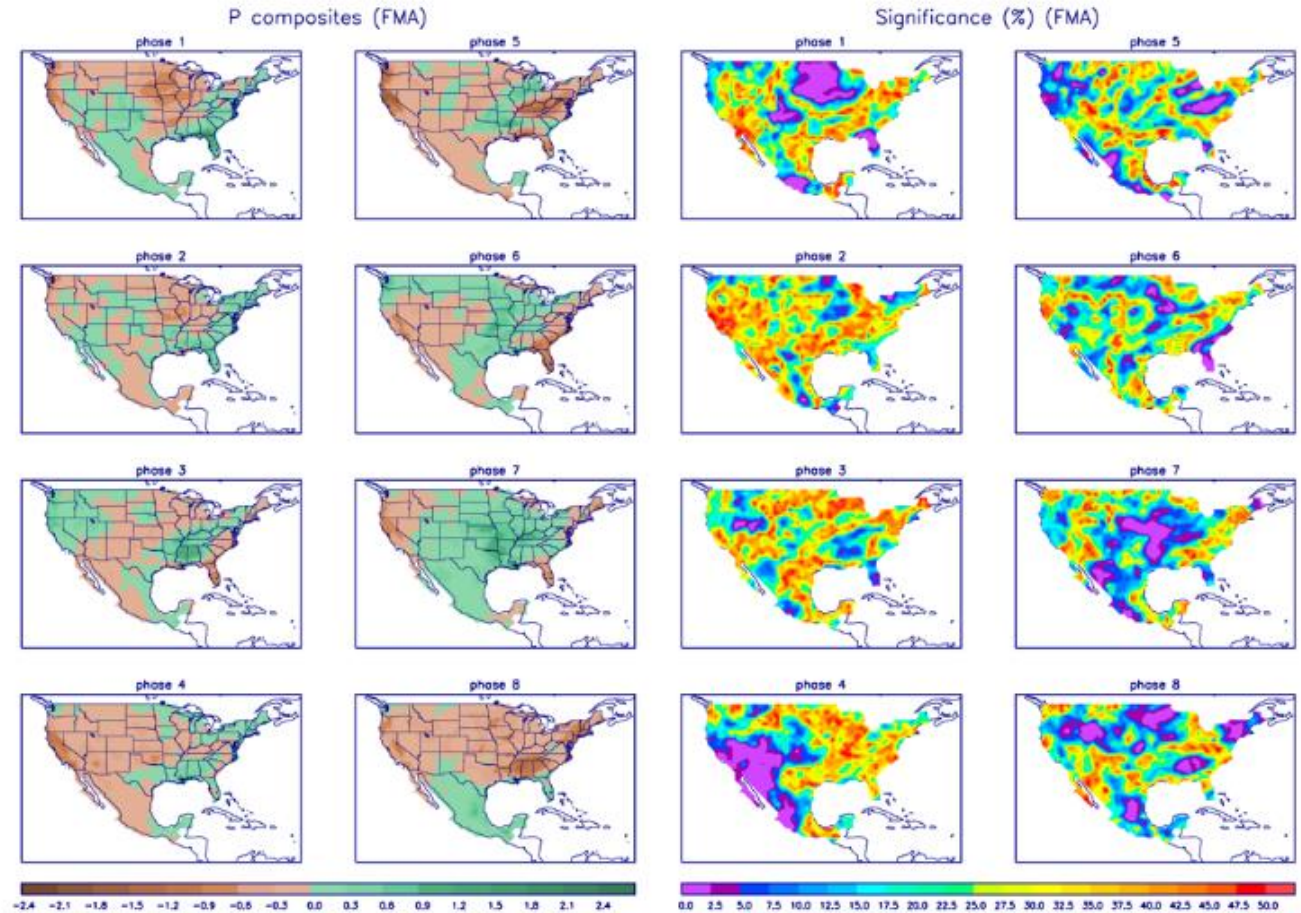 P composites (FMA)
Significance (%) (FMA)
phase 1
phase 5
phase 1
phase 5
phase 2
phase 6
phase 2
phase 6
phase 3
phase 7
phase 3
phase 7
phase 4
phase 8
phase 4
phase 8
-2.4 -2.1 -1.8 -1.5 -1.2 -0.9 -0.6 -0.3 0.0 0.3 0.6 0.9 1.2 1.5 1.8 2.1 2.4
0.0 2.5 5.0 7.5 10.0 12.5 15.0 17.5 20.0 22.5 25.0 27.5 30.0 32.5 35.0 37.5 40.0 42.5 45.0 47.5 50.0